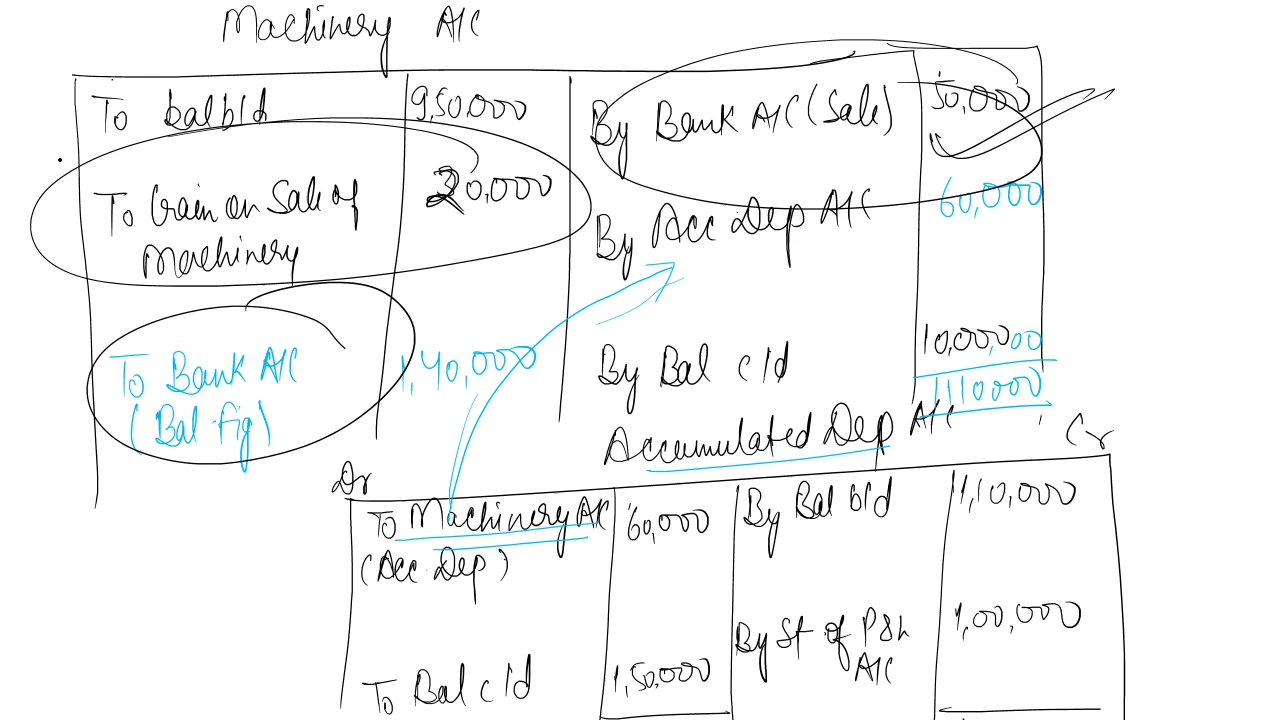 Machinery A/C
To bal b/d 9,50,000 By Bank A/C (Sale) 50,000
To Gain on Sale of 20,000 By Acc Dep A/C 60,000
Machinery
To Bank A/C 1,40,000 By Bal c/d 10,00,000
(Bal fig) 1110000
Accumulated Dep A/C
Dr Cr
To Machinery A/C 60,000 By Bal b/d 1,10,000
(Acc Dep)
To Bal c/d 1,50,000 By St of P&L 1,00,000
A/C